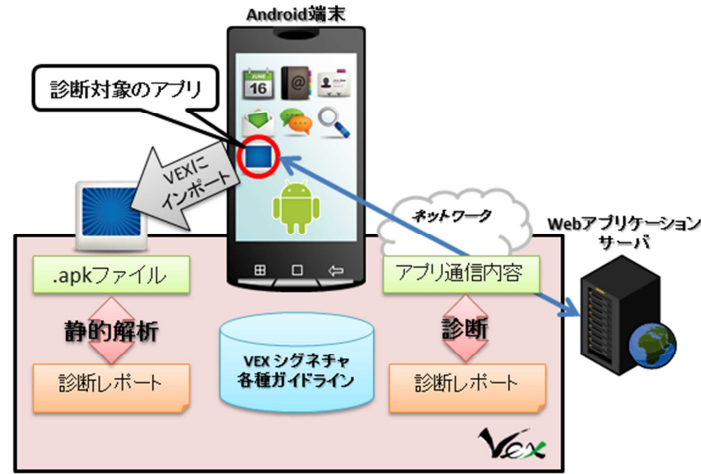 Android端末
JUNE
16
@
診断対象のアプリ
VEXに
インポート
ネットワーク
Webアプリケーション
サーバ
.apkファイル
アプリ通信内容
静的解析
診断
VEX シグネチャ
各種ガイドライン
診断レポート
診断レポート
Vex